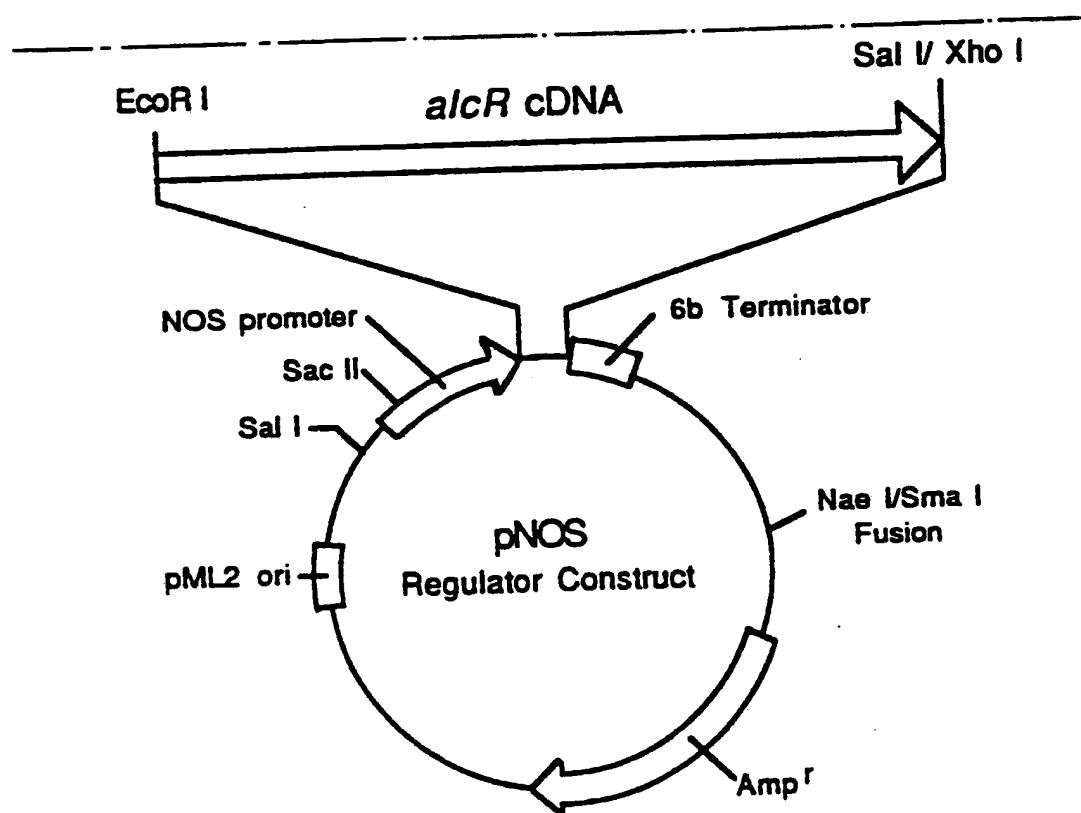 Sal I/ Xho I
EcoR I
alcR cDNA
NOS promoter
6b Terminator
Sac II
Sal I
Nae I/Sma I
Fusion
pNOS
Regulator Construct
pML2 ori
Amp r